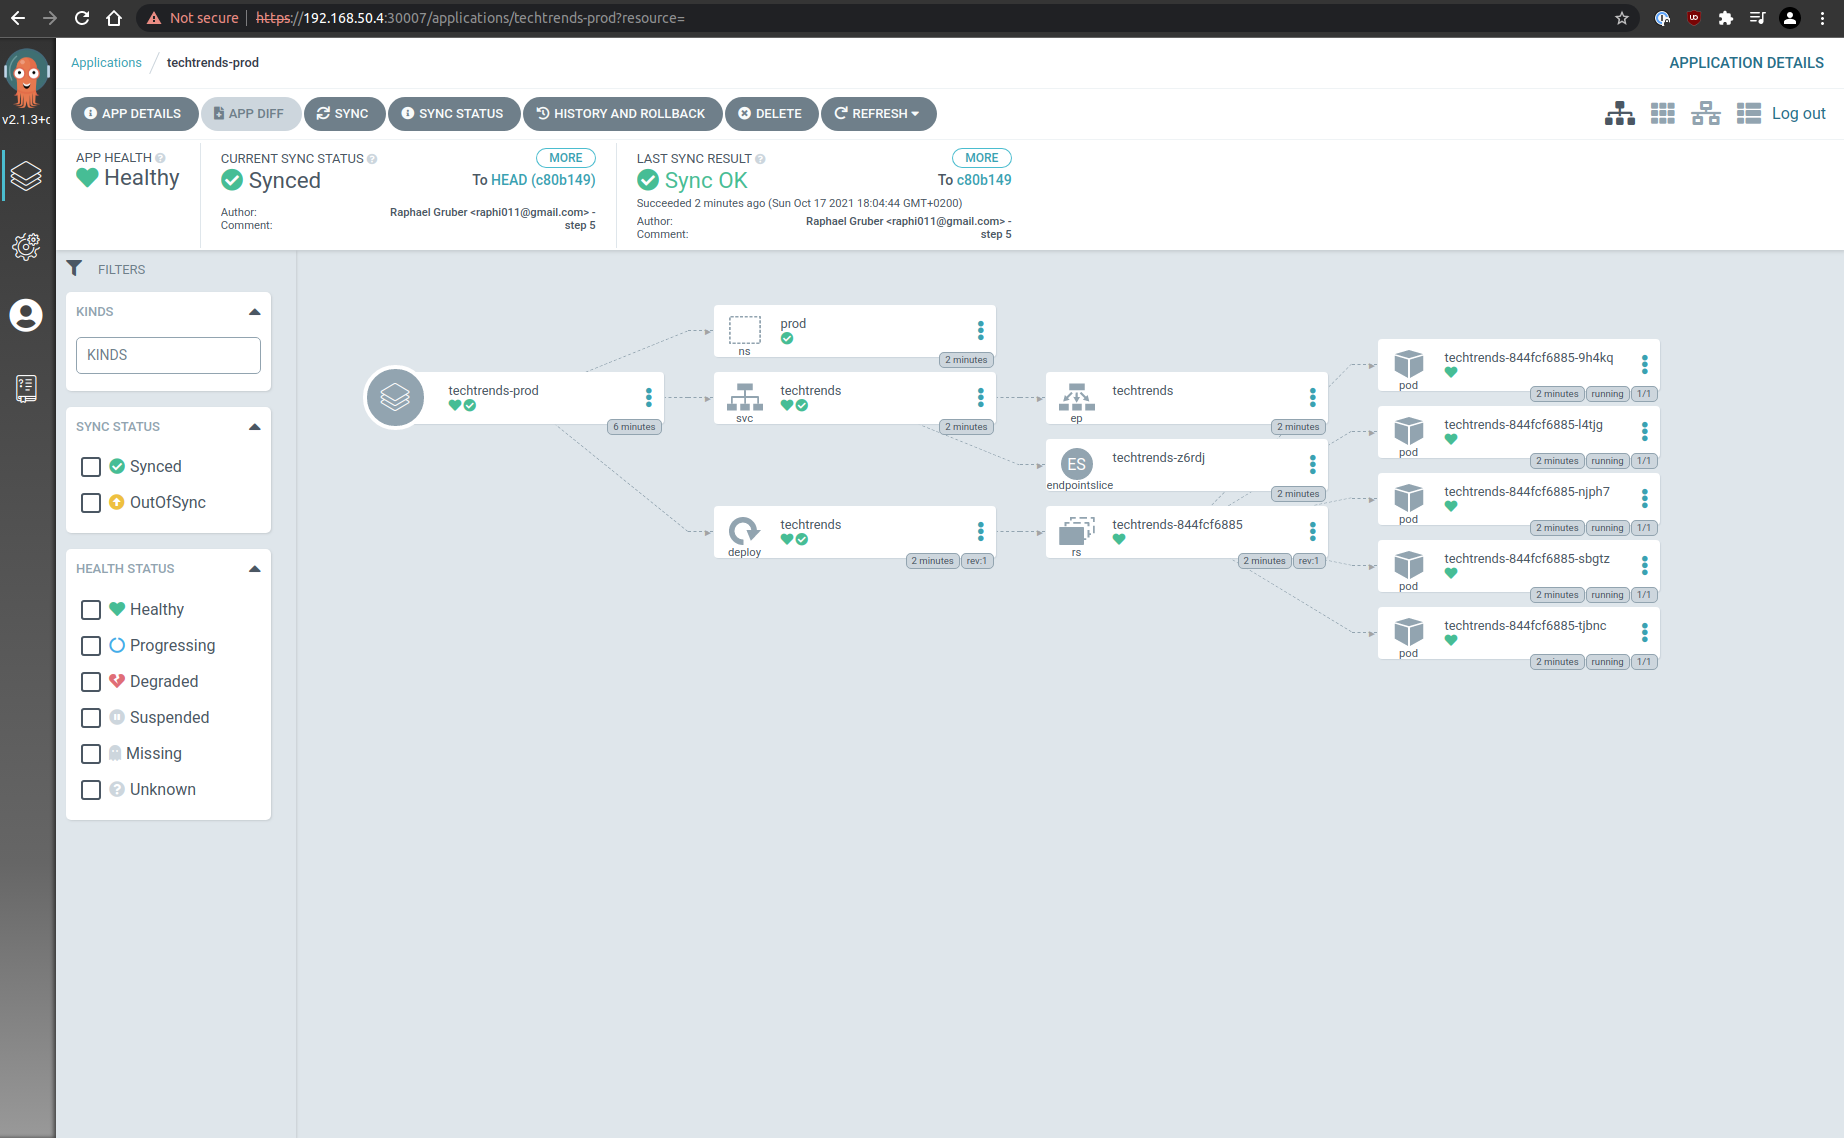 Not secure
https://192.168.50.4:30007/applications/techtrends-prod?resource=
v2.1.3+c
Applications / techtrends-prod
APPLICATION DETAILS
APP DETAILS
APP DIFF
SYNC
SYNC STATUS
HISTORY AND ROLLBACK
DELETE
REFRESH
Log out
APP HEALTH
Healthy
CURRENT SYNC STATUS
MORE
Synced
To HEAD (c80b149)
Author: Raphael Gruber <raphi011@gmail.com> -
Comment: step 5
LAST SYNC RESULT
MORE
Sync OK
To c80b149
Succeeded 2 minutes ago (Sun Oct 17 2021 18:04:44 GMT+0200)
Author: Raphael Gruber <raphi011@gmail.com> -
Comment: step 5
FILTERS
KINDS
KINDS
SYNC STATUS
Synced
OutOfSync
HEALTH STATUS
Healthy
Progressing
Degraded
Suspended
Missing
Unknown
techtrends-prod
6 minutes
prod
ns
2 minutes
techtrends
svc
2 minutes
techtrends
deploy
2 minutes rev:1
techtrends
ep
2 minutes
ES
techtrends-z6rdj
endpointslice
2 minutes
techtrends-844fcf6885
rs
2 minutes rev:1
techtrends-844fcf6885-9h4kq
pod
2 minutes running 1/1
techtrends-844fcf6885-l4tjg
pod
2 minutes running 1/1
techtrends-844fcf6885-njph7
pod
2 minutes running 1/1
techtrends-844fcf6885-sbgtz
pod
2 minutes running 1/1
techtrends-844fcf6885-tjbnc
pod
2 minutes running 1/1